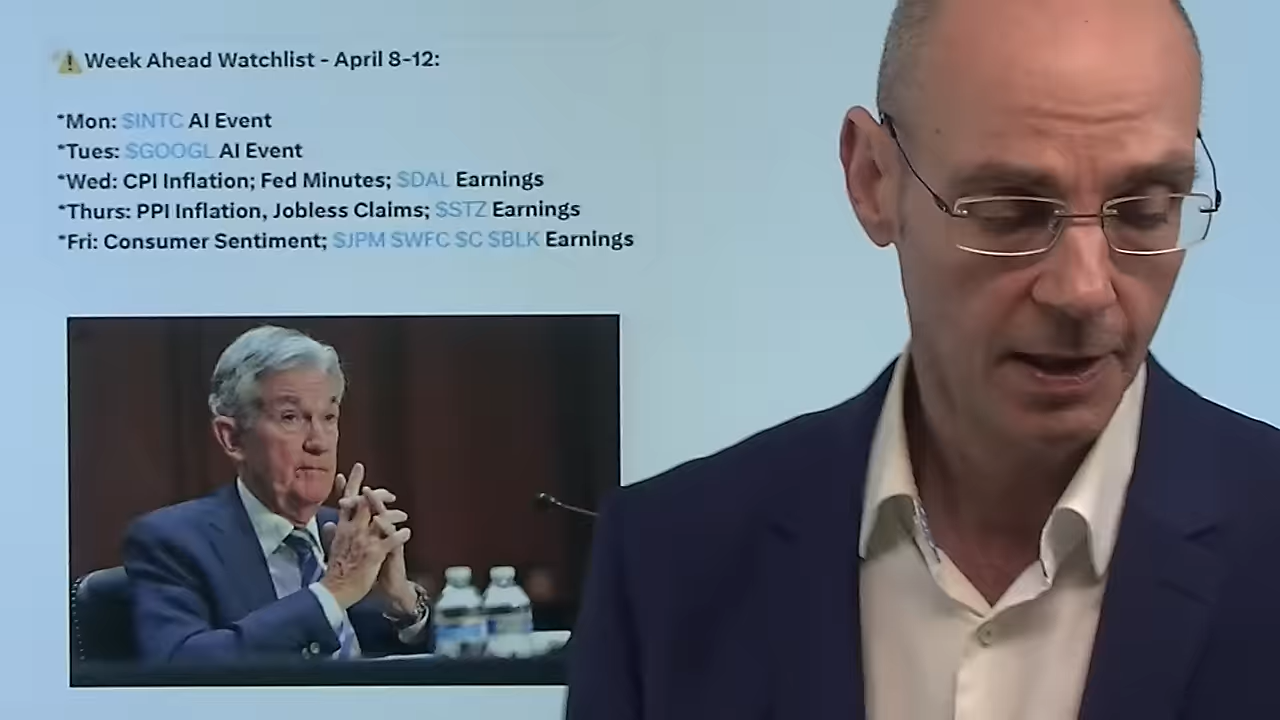 ⚠️Week Ahead Watchlist - April 8-12:
*Mon: $INTC AI Event
*Tues: $GOOGL AI Event
*Wed: CPI Inflation; Fed Minutes; $DAL Earnings
*Thurs: PPI Inflation, Jobless Claims; $STZ Earnings
*Fri: Consumer Sentiment; $JPM $WFC $C $BLK Earnings